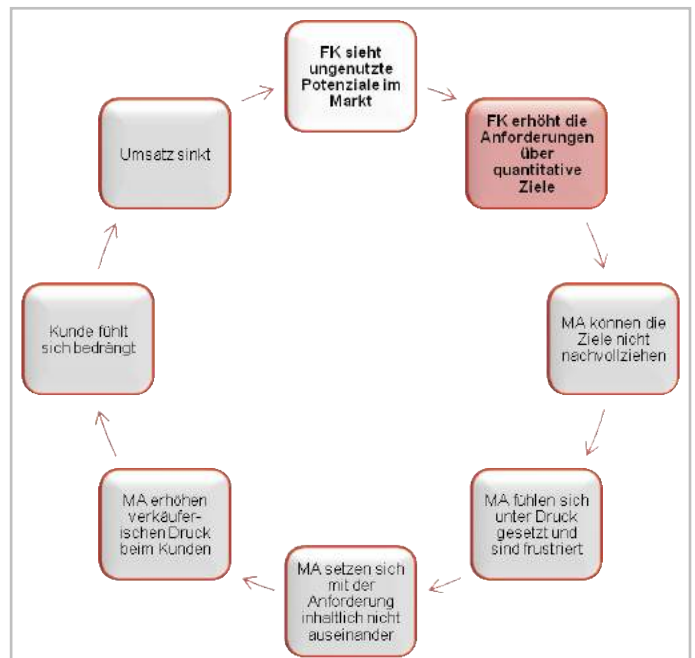 FK sieht
ungenutzte
Potenziale im
Markt
FK erhöht die
Anforderungen
über
quantitative
Ziele
MA können die
Ziele nicht
nachvollziehen
MA fühlen sich
unter Druck
gesetzt und
sind frustriert
MA setzen sich
mit der
Anforderung
inhaltlich nicht
auseinander
MA erhöhen
verkäufer-
ischen Druck
beim Kunden
Kunde fühlt
sich bedrängt
Umsatz sinkt